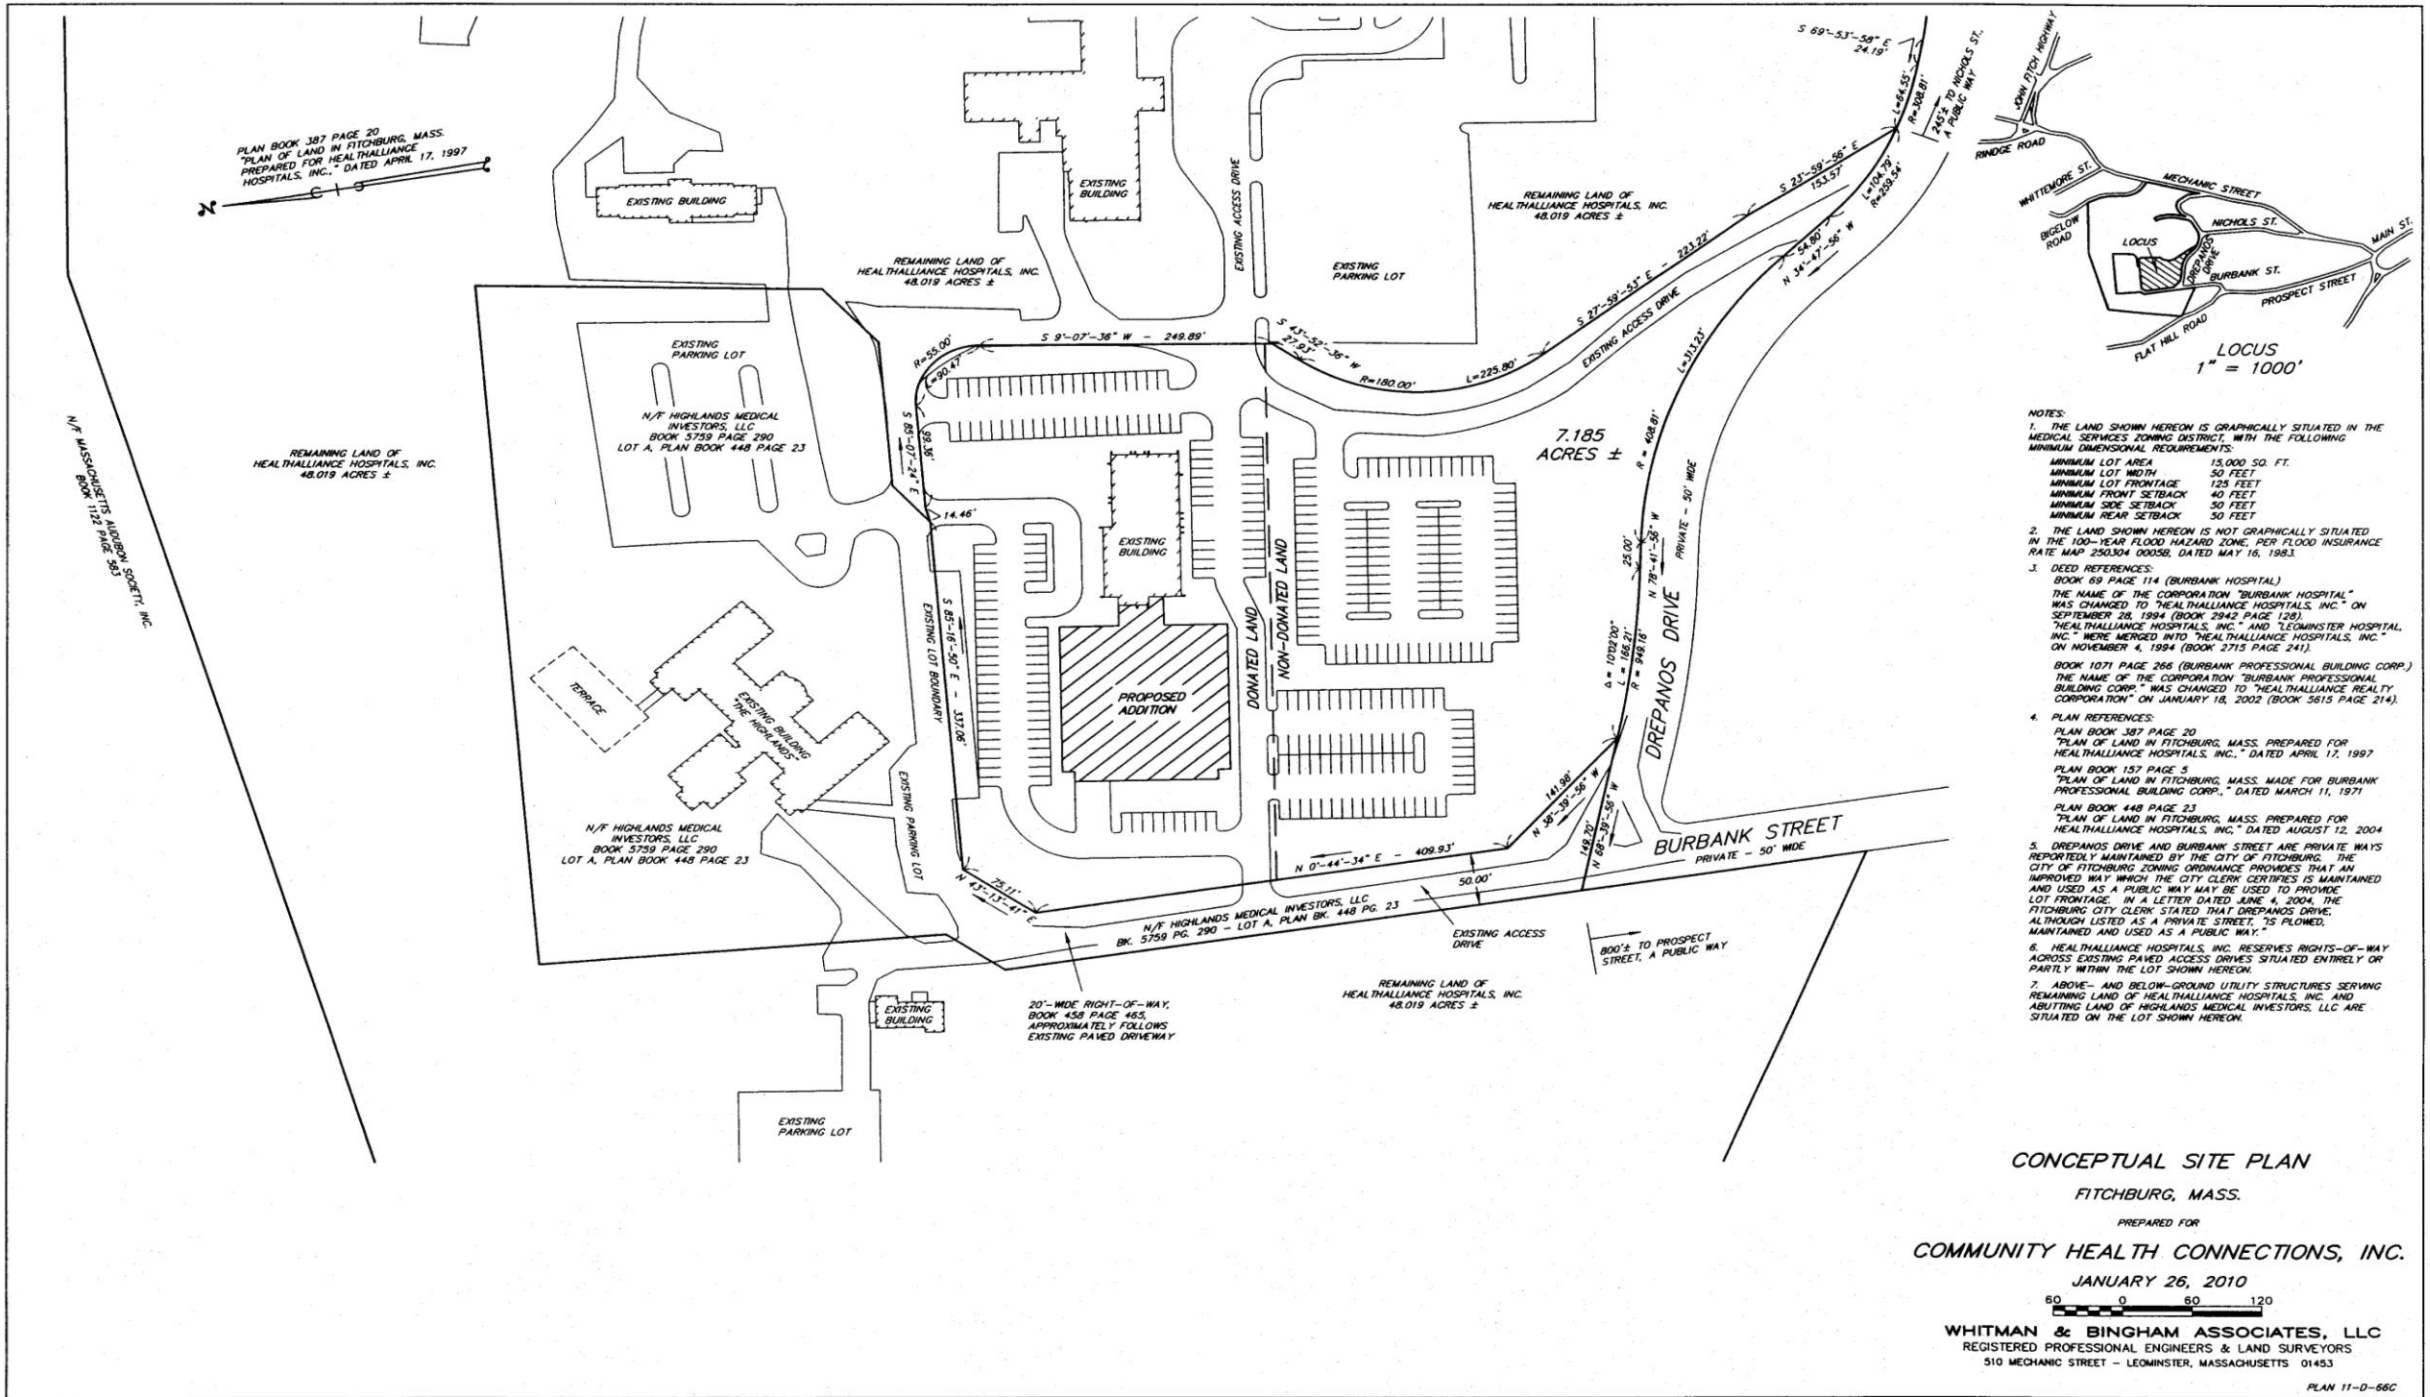 PLAN BOOK 387 PAGE 20
"PLAN OF LAND IN FITCHBURG, MASS.
PREPARED FOR HEALTHALLIANCE
HOSPITALS, INC.," DATED APRIL 17, 1997
N
EXISTING BUILDING
EXISTING
BUILDING
EXISTING ACCESS DRIVE
REMAINING LAND OF
HEALTHALLIANCE HOSPITALS, INC.
48.019 ACRES ±
EXISTING
PARKING LOT
REMAINING LAND OF
HEALTHALLIANCE HOSPITALS, INC.
48.019 ACRES ±
S 69°-53'-58" E
24.19'
L=64.55'
R=308.81'
245'± TO NICHOLS ST.,
A PUBLIC WAY
S 23°-59'-56" E
153.57'
L=104.79'
R=259.54'
54.80'
N 34°-47'-56" W
S 27°-59'-53" E - 223.22'
EXISTING ACCESS DRIVE
L=313.23'
R = 408.81'
S 43°-52'-36" W
27.93'
R=180.00'
L=225.80'
S 9°-07'-36" W - 249.89'
R=55.00'
L=90.47'
S 85°-07'-24" E
99.36'
14.46'
EXISTING
PARKING LOT
N/F HIGHLANDS MEDICAL
INVESTORS, LLC
BOOK 5759 PAGE 290
LOT A, PLAN BOOK 448 PAGE 23
REMAINING LAND OF
HEALTHALLIANCE HOSPITALS, INC.
48.019 ACRES ±
N/F MASSACHUSETTS AUDUBON SOCIETY, INC.
BOOK 1122 PAGE 583
7.185
ACRES ±
EXISTING
BUILDING
DONATED LAND
NON-DONATED LAND
PROPOSED
ADDITION
25.00'
N 78°-41'-56" W
PRIVATE - 50' WIDE
DREPANOS DRIVE
Δ = 10°02'00"
L = 166.21'
R = 949.16'
S 85°-16'-50" E - 337.06'
EXISTING LOT BOUNDARY
TERRACE
EXISTING BUILDING
"THE HIGHLANDS"
EXISTING PARKING LOT
N/F HIGHLANDS MEDICAL
INVESTORS, LLC
BOOK 5759 PAGE 290
LOT A, PLAN BOOK 448 PAGE 23
75.11'
N 43°-13'-41" E
N 0°-44'-34" E - 409.93'
141.98'
N 38°-39'-56" W
149.70'
N 68°-39'-56" W
BURBANK STREET
PRIVATE - 50' WIDE
50.00'
N/F HIGHLANDS MEDICAL INVESTORS, LLC
BK. 5759 PG. 290 - LOT A, PLAN BK. 448 PG. 23
EXISTING ACCESS
DRIVE
800'± TO PROSPECT
STREET, A PUBLIC WAY
REMAINING LAND OF
HEALTHALLIANCE HOSPITALS, INC.
48.019 ACRES ±
20'-WIDE RIGHT-OF-WAY,
BOOK 458 PAGE 465,
APPROXIMATELY FOLLOWS
EXISTING PAVED DRIVEWAY
EXISTING
BUILDING
EXISTING
PARKING LOT
JOHN FITCH HIGHWAY
RINDGE ROAD
WHITTEMORE ST.
MECHANIC STREET
BIGELOW
ROAD
NICHOLS ST.
MAIN ST.
LOCUS
DREPANOS
DRIVE
BURBANK ST.
PROSPECT STREET
FLAT HILL ROAD
LOCUS
1" = 1000'
NOTES:
1. THE LAND SHOWN HEREON IS GRAPHICALLY SITUATED IN THE
MEDICAL SERVICES ZONING DISTRICT, WITH THE FOLLOWING
MINIMUM DIMENSIONAL REQUIREMENTS:
MINIMUM LOT AREA 15,000 SQ. FT.
MINIMUM LOT WIDTH 50 FEET
MINIMUM LOT FRONTAGE 125 FEET
MINIMUM FRONT SETBACK 40 FEET
MINIMUM SIDE SETBACK 50 FEET
MINIMUM REAR SETBACK 50 FEET
2. THE LAND SHOWN HEREON IS NOT GRAPHICALLY SITUATED
IN THE 100-YEAR FLOOD HAZARD ZONE, PER FLOOD INSURANCE
RATE MAP 250304 0005B, DATED MAY 16, 1983.
3. DEED REFERENCES:
BOOK 69 PAGE 114 (BURBANK HOSPITAL)
THE NAME OF THE CORPORATION "BURBANK HOSPITAL"
WAS CHANGED TO "HEALTHALLIANCE HOSPITALS, INC." ON
SEPTEMBER 28, 1994 (BOOK 2942 PAGE 128).
"HEALTHALLIANCE HOSPITALS, INC." AND "LEOMINSTER HOSPITAL,
INC." WERE MERGED INTO "HEALTHALLIANCE HOSPITALS, INC."
ON NOVEMBER 4, 1994 (BOOK 2715 PAGE 241).
BOOK 1071 PAGE 266 (BURBANK PROFESSIONAL BUILDING CORP.)
THE NAME OF THE CORPORATION "BURBANK PROFESSIONAL
BUILDING CORP." WAS CHANGED TO "HEALTHALLIANCE REALTY
CORPORATION" ON JANUARY 18, 2002 (BOOK 5615 PAGE 214).
4. PLAN REFERENCES:
PLAN BOOK 387 PAGE 20
"PLAN OF LAND IN FITCHBURG, MASS. PREPARED FOR
HEALTHALLIANCE HOSPITALS, INC.," DATED APRIL 17, 1997
PLAN BOOK 157 PAGE 5
"PLAN OF LAND IN FITCHBURG, MASS. MADE FOR BURBANK
PROFESSIONAL BUILDING CORP.," DATED MARCH 11, 1971
PLAN BOOK 448 PAGE 23
"PLAN OF LAND IN FITCHBURG, MASS. PREPARED FOR
HEALTHALLIANCE HOSPITALS, INC," DATED AUGUST 12, 2004
5. DREPANOS DRIVE AND BURBANK STREET ARE PRIVATE WAYS
REPORTEDLY MAINTAINED BY THE CITY OF FITCHBURG. THE
CITY OF FITCHBURG ZONING ORDINANCE PROVIDES THAT AN
IMPROVED WAY WHICH THE CITY CLERK CERTIFIES IS MAINTAINED
AND USED AS A PUBLIC WAY MAY BE USED TO PROVIDE
LOT FRONTAGE. IN A LETTER DATED JUNE 4, 2004, THE
FITCHBURG CITY CLERK STATED THAT DREPANOS DRIVE,
ALTHOUGH LISTED AS A PRIVATE STREET, "IS PLOWED,
MAINTAINED AND USED AS A PUBLIC WAY."
6. HEALTHALLIANCE HOSPITALS, INC. RESERVES RIGHTS-OF-WAY
ACROSS EXISTING PAVED ACCESS DRIVES SITUATED ENTIRELY OR
PARTLY WITHIN THE LOT SHOWN HEREON.
7. ABOVE- AND BELOW-GROUND UTILITY STRUCTURES SERVING
REMAINING LAND OF HEALTHALLIANCE HOSPITALS, INC. AND
ABUTTING LAND OF HIGHLANDS MEDICAL INVESTORS, LLC ARE
SITUATED ON THE LOT SHOWN HEREON.
CONCEPTUAL SITE PLAN
FITCHBURG, MASS.
PREPARED FOR
COMMUNITY HEALTH CONNECTIONS, INC.
JANUARY 26, 2010
60 0 60 120
WHITMAN & BINGHAM ASSOCIATES, LLC
REGISTERED PROFESSIONAL ENGINEERS & LAND SURVEYORS
510 MECHANIC STREET - LEOMINSTER, MASSACHUSETTS 01453
PLAN 11-D-66C